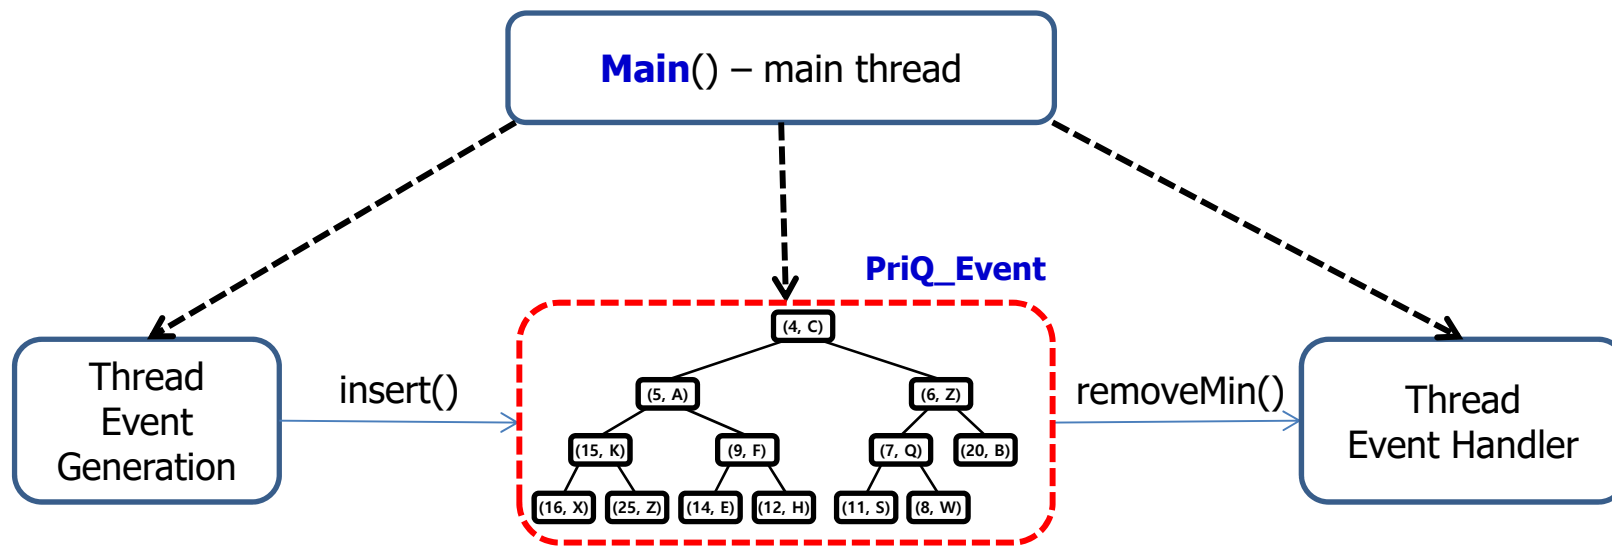 Main() – main thread
PriQ_Event
(4, C)
(5, A)
(6, Z)
(15, K)
(9, F)
(7, Q)
(20, B)
(16, X)
(25, Z)
(14, E)
(12, H)
(11, S)
(8, W)
Thread
Event
Generation
insert()
removeMin()
Thread
Event Handler